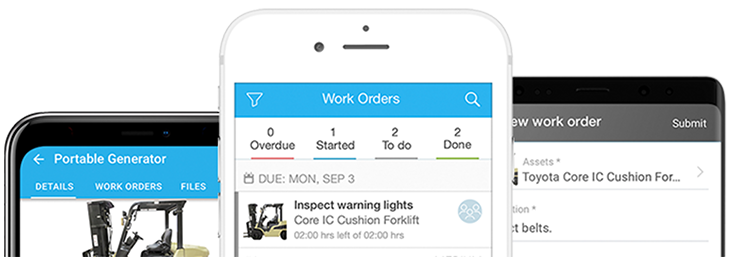 Portable Generator
DETAILS WORK ORDERS FILES
Work Orders
0 1 2 2
Overdue Started To do Done
DUE: MON, SEP 3
Inspect warning lights
Core IC Cushion Forklift
02:00 hrs left of 02:00 hrs
ew work order Submit
Assets *
Toyota Core IC Cushion For...
tion *
ct belts.